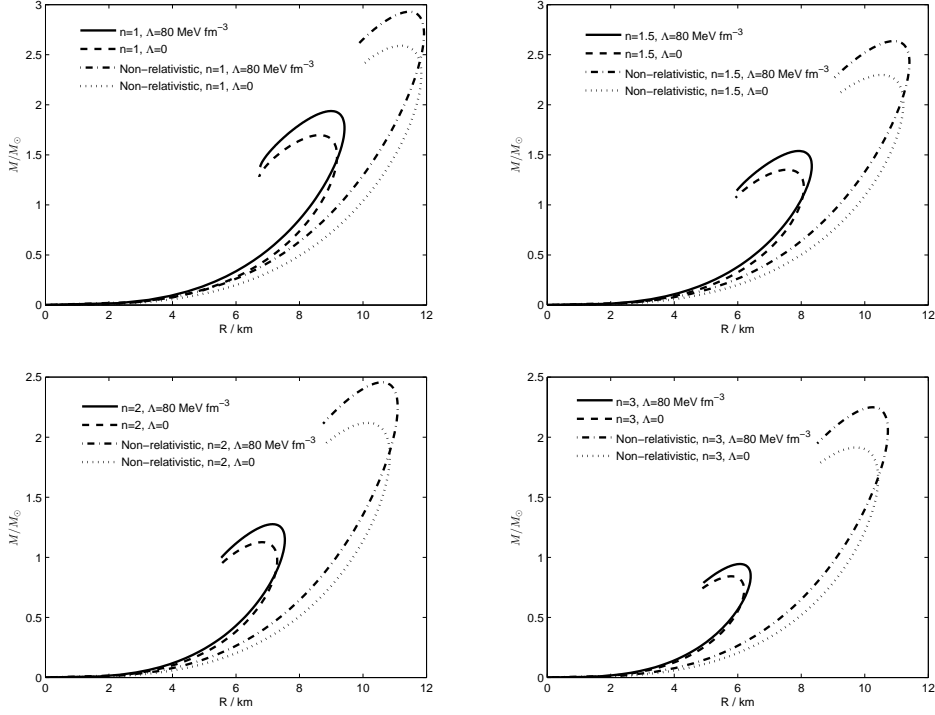 3
2.5
2
1.5
1
0.5
0
M/M☉
n=1, Λ=80 MeV fm⁻³
n=1, Λ=0
Non−relativistic, n=1, Λ=80 MeV fm⁻³
Non−relativistic, n=1, Λ=0
0 2 4 6 8 10 12
R / km
3
2.5
2
1.5
1
0.5
0
M/M☉
n=1.5, Λ=80 MeV fm⁻³
n=1.5, Λ=0
Non−relativistic, n=1.5, Λ=80 MeV fm⁻³
Non−relativistic, n=1.5, Λ=0
0 2 4 6 8 10 12
R / km
2.5
2
1.5
1
0.5
0
M/M☉
n=2, Λ=80 MeV fm⁻³
n=2, Λ=0
Non−relativistic, n=2, Λ=80 MeV fm⁻³
Non−relativistic, n=2, Λ=0
0 2 4 6 8 10 12
R / km
2.5
2
1.5
1
0.5
0
M/M☉
n=3, Λ=80 MeV fm⁻³
n=3, Λ=0
Non−relativistic, n=3, Λ=80 MeV fm⁻³
Non−relativistic, n=3, Λ=0
0 2 4 6 8 10 12
R / km